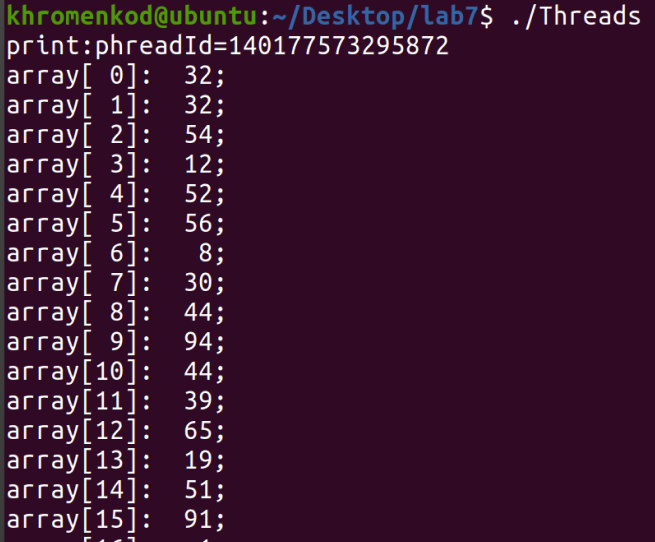 khromenkod@ubuntu:~/Desktop/lab7$ ./Threads
print:phreadId=140177573295872
array[ 0]:  32;
array[ 1]:  32;
array[ 2]:  54;
array[ 3]:  12;
array[ 4]:  52;
array[ 5]:  56;
array[ 6]:   8;
array[ 7]:  30;
array[ 8]:  44;
array[ 9]:  94;
array[10]:  44;
array[11]:  39;
array[12]:  65;
array[13]:  19;
array[14]:  51;
array[15]:  91;